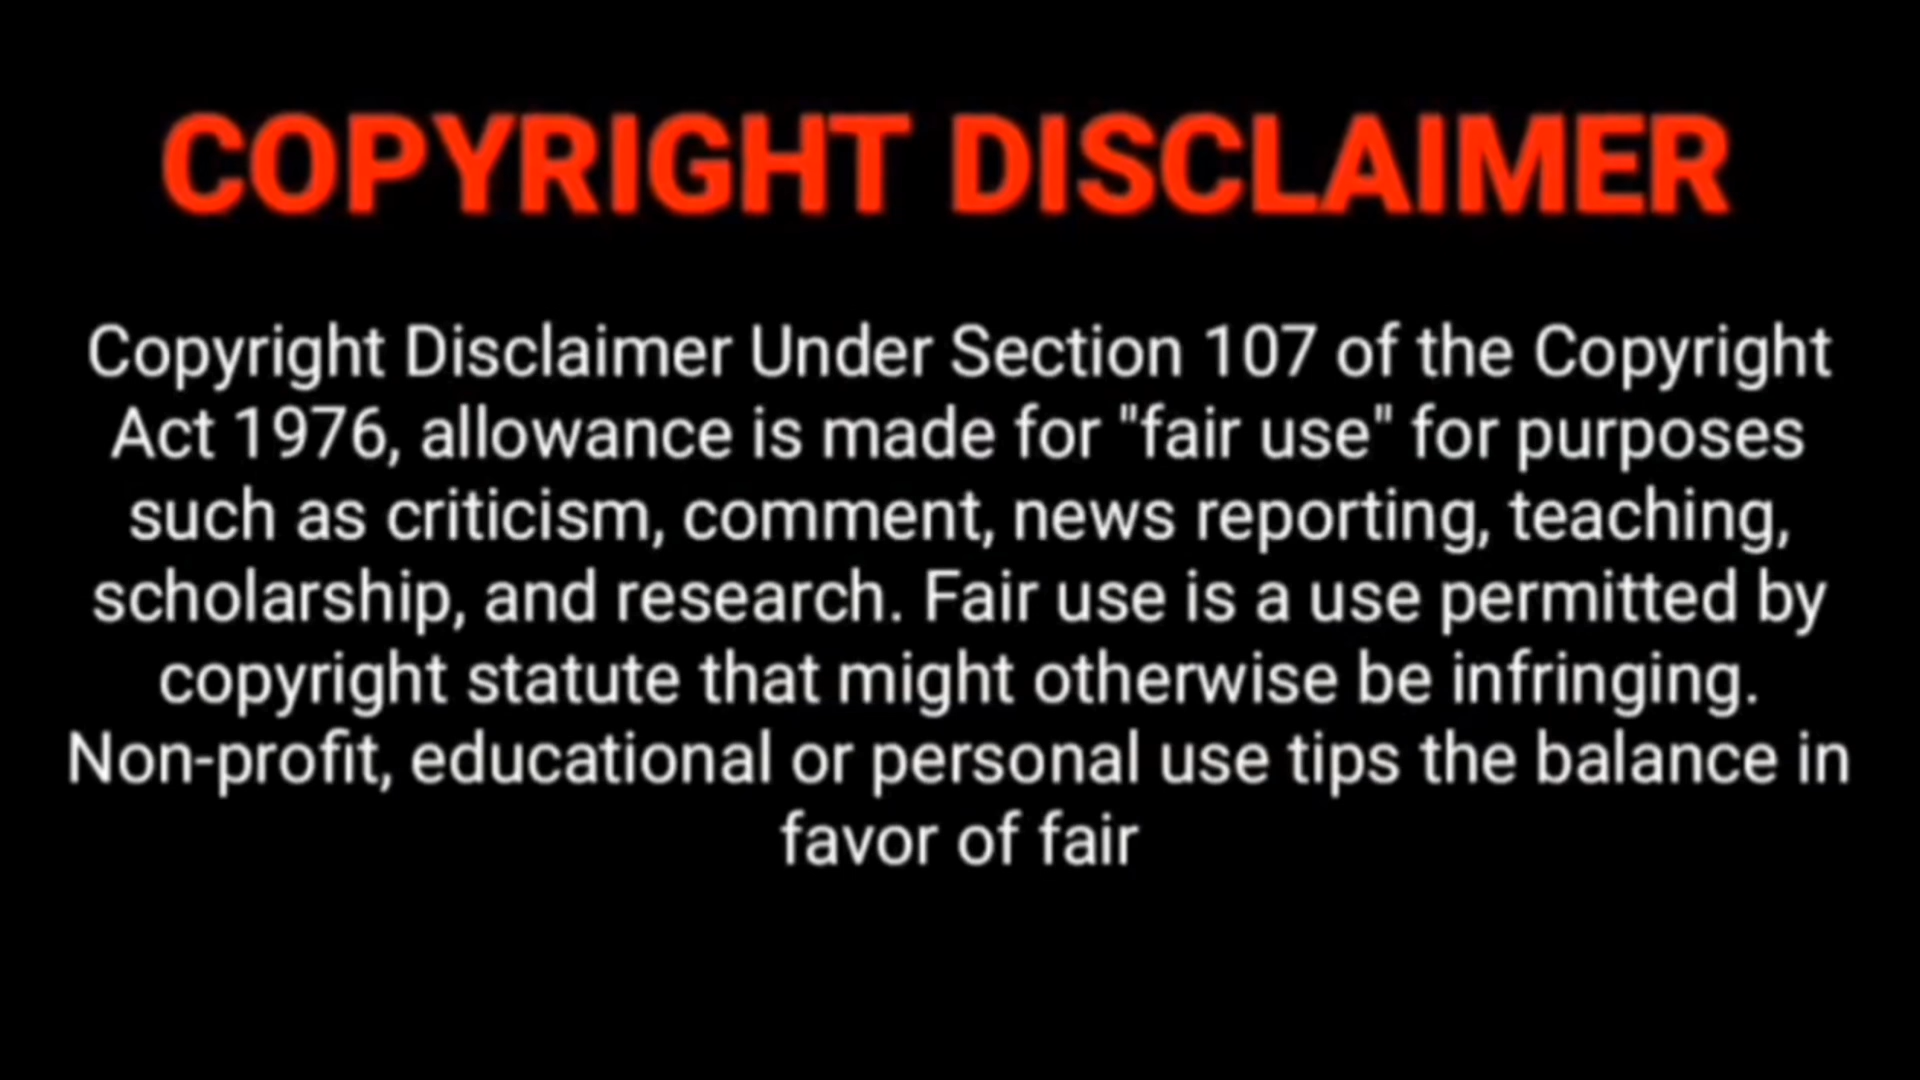 COPYRIGHT DISCLAIMER
Copyright Disclaimer Under Section 107 of the Copyright
Act 1976, allowance is made for "fair use" for purposes
such as criticism, comment, news reporting, teaching,
scholarship, and research. Fair use is a use permitted by
copyright statute that might otherwise be infringing.
Non-profit, educational or personal use tips the balance in
favor of fair